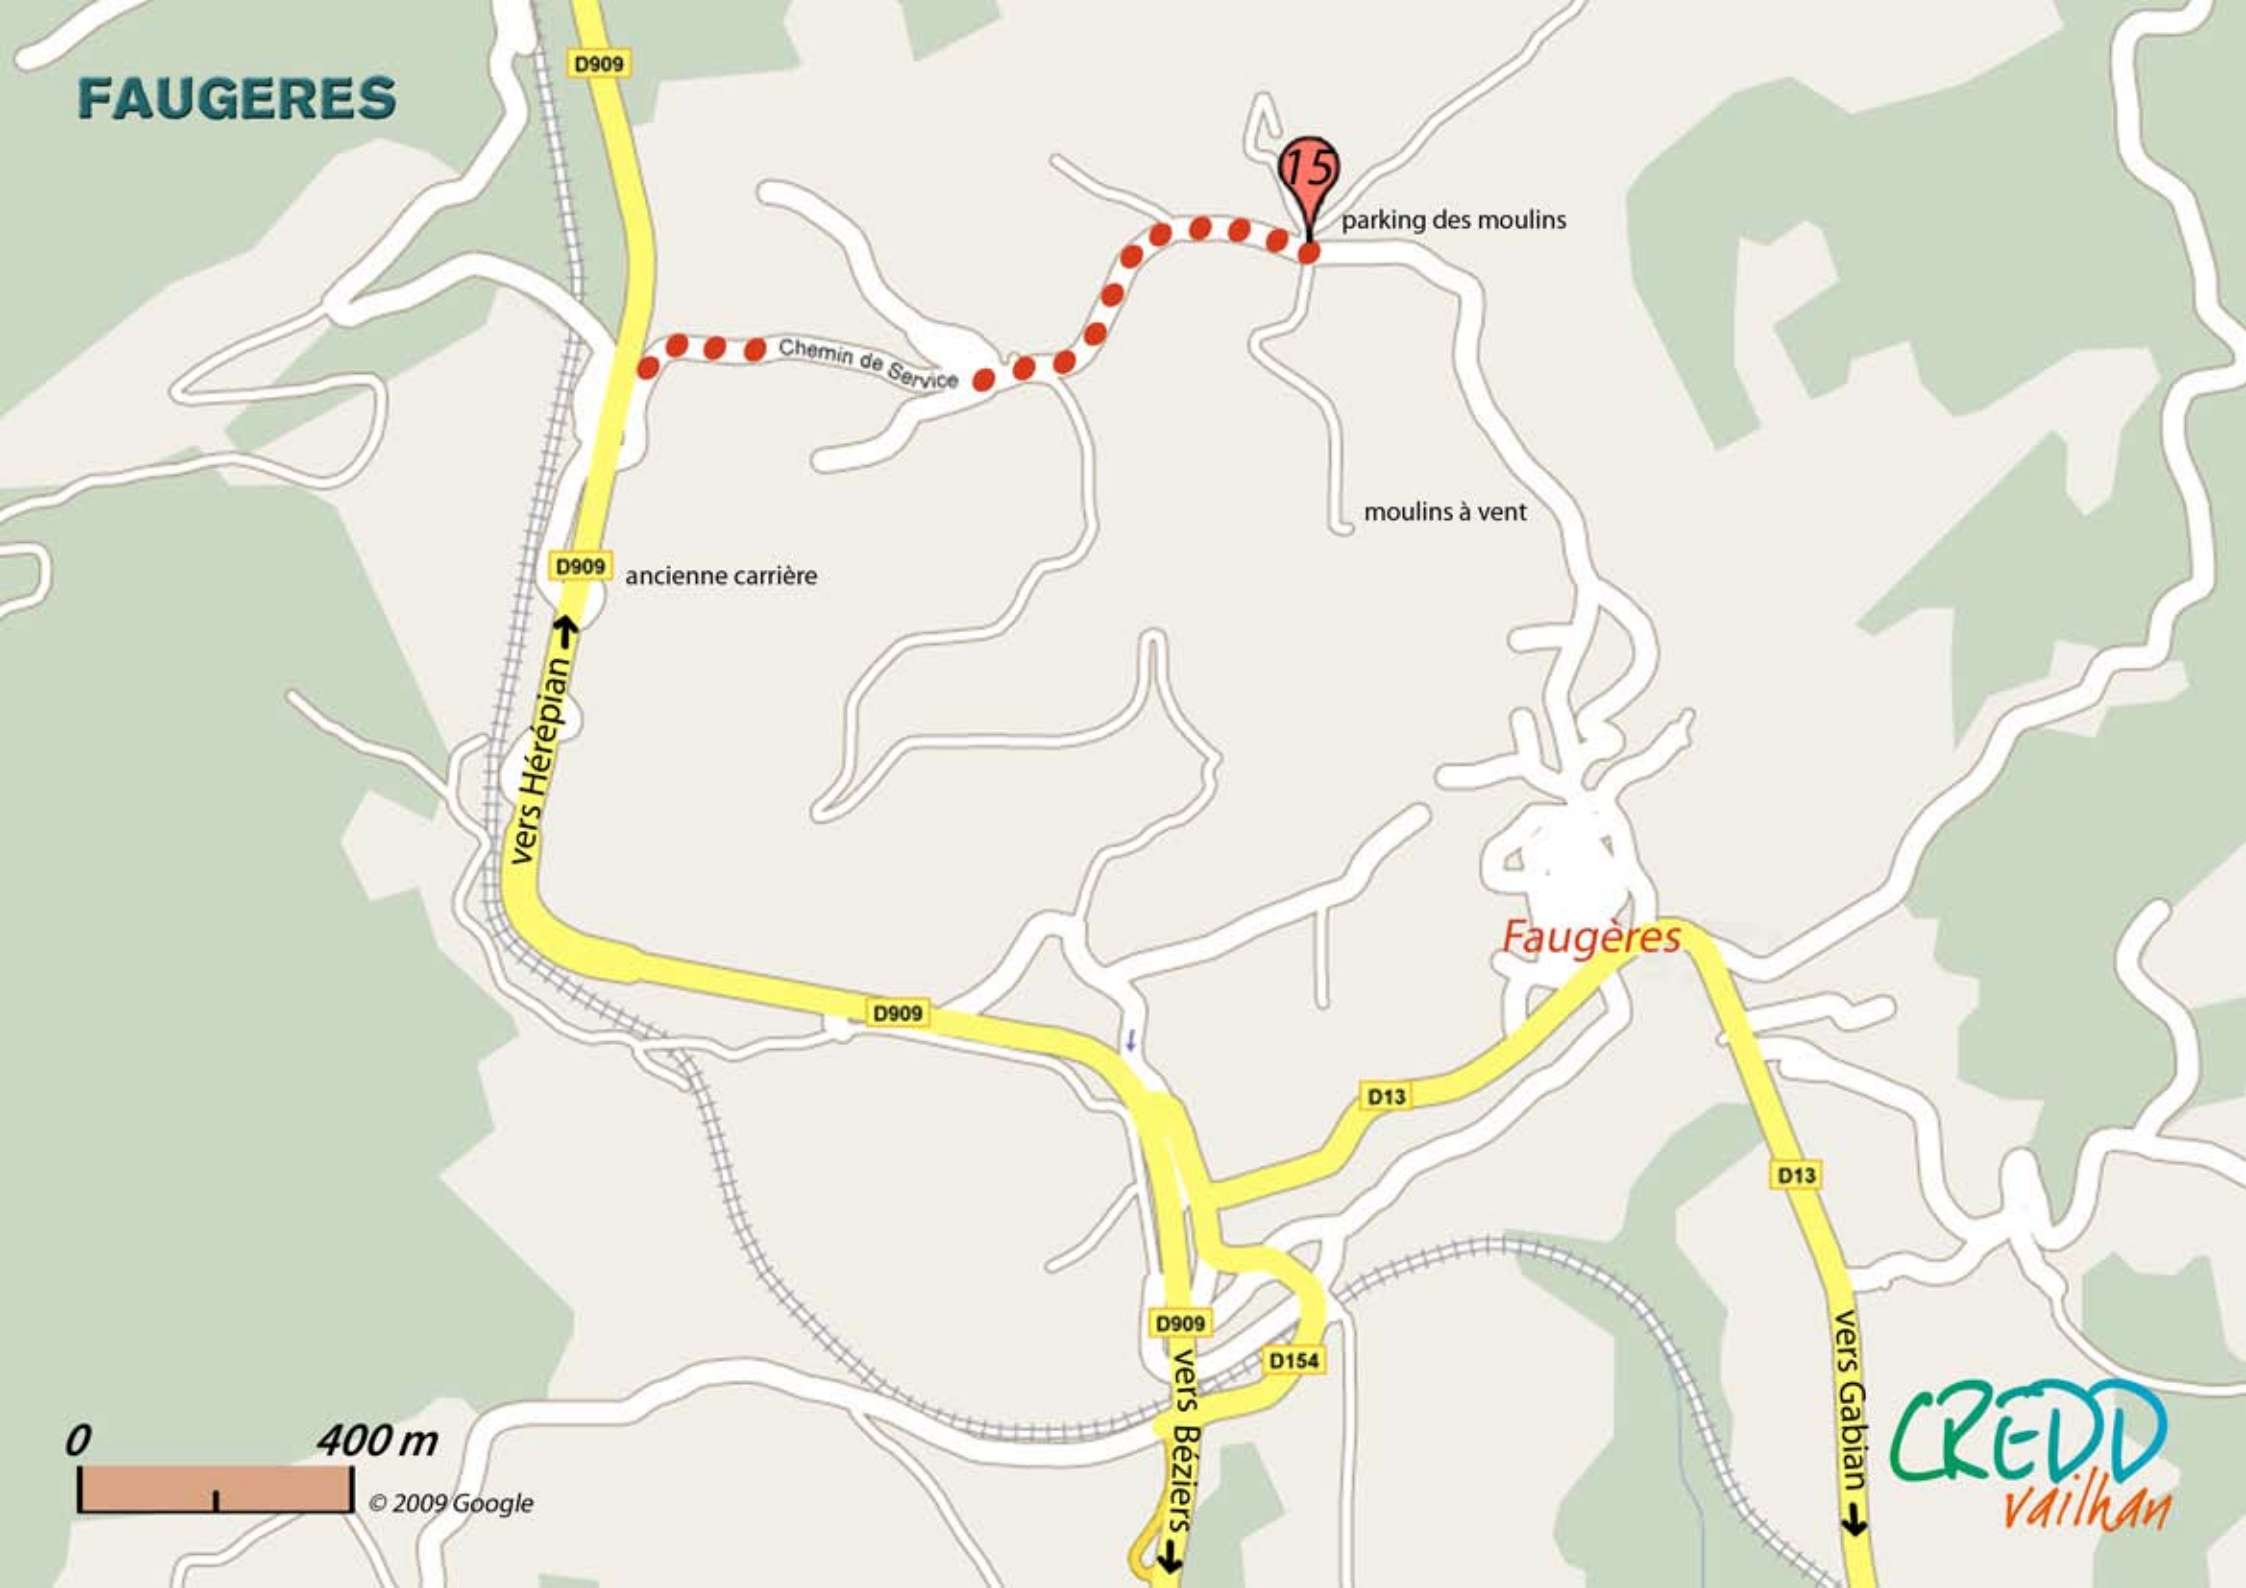 D909
FAUGERES
15
parking des moulins
Chemin de Service
moulins à vent
D909
ancienne carrière
vers Hérépian
Faugères
D909
D13
D13
D909
D154
vers Béziers
vers Gabian
0 400 m
© 2009 Google
CREDD
vailhan